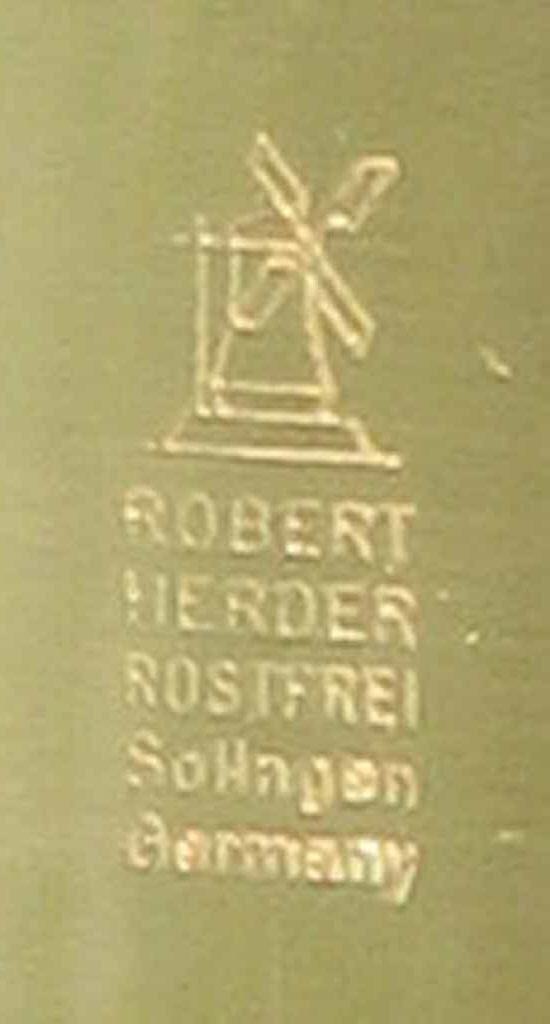 ROBERT
HERDER
ROSTFREI
Solingen
Germany